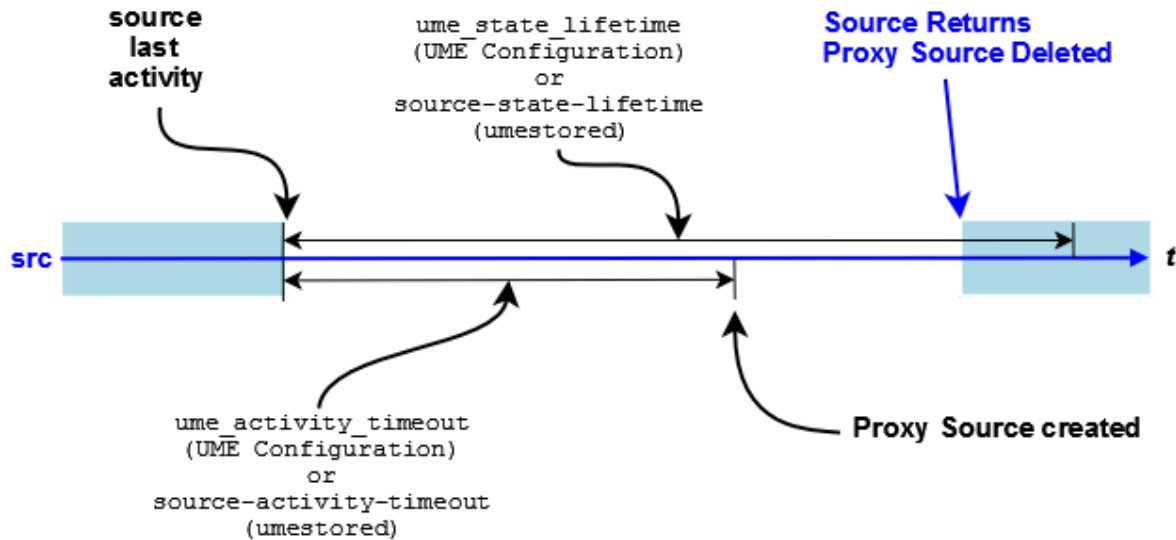 source
last
activity
ume_state_lifetime
(UME Configuration)
or
source-state-lifetime
(umestored)
Source Returns
Proxy Source Deleted
src
t
ume_activity_timeout
(UME Configuration)
or
source-activity-timeout
(umestored)
Proxy Source created